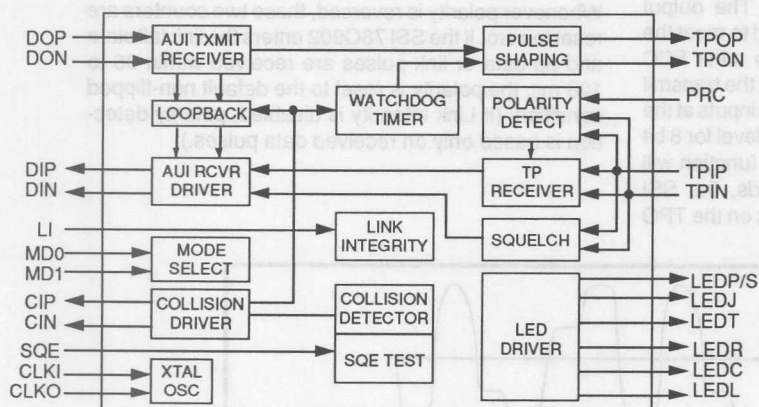 DOP
DON
AUI TXMIT
RECEIVER
PULSE
SHAPING
TPOP
TPON
LOOPBACK
WATCHDOG
TIMER
POLARITY
DETECT
PRC
DIP
DIN
AUI RCVR
DRIVER
TP
RECEIVER
TPIP
TPIN
LI
LINK
INTEGRITY
SQUELCH
MD0
MD1
MODE
SELECT
CIP
CIN
COLLISION
DRIVER
COLLISION
DETECTOR
LED
DRIVER
LEDP/S
LEDJ
LEDT
LEDR
LEDC
LEDL
SQE
SQE TEST
CLKI
CLKO
XTAL
OSC